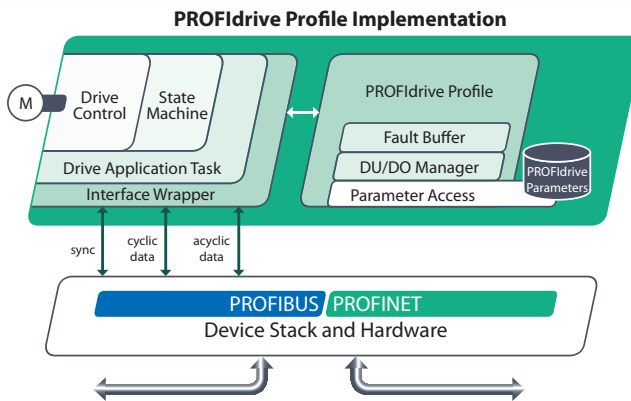 PROFIdrive Profile Implementation
M
Drive
Control
State
Machine
Drive Application Task
Interface Wrapper
PROFIdrive Profile
Fault Buffer
DU/DO Manager
Parameter Access
PROFIdrive
Parameters
sync
cyclic
data
acyclic
data
PROFIBUS PROFINET
Device Stack and Hardware